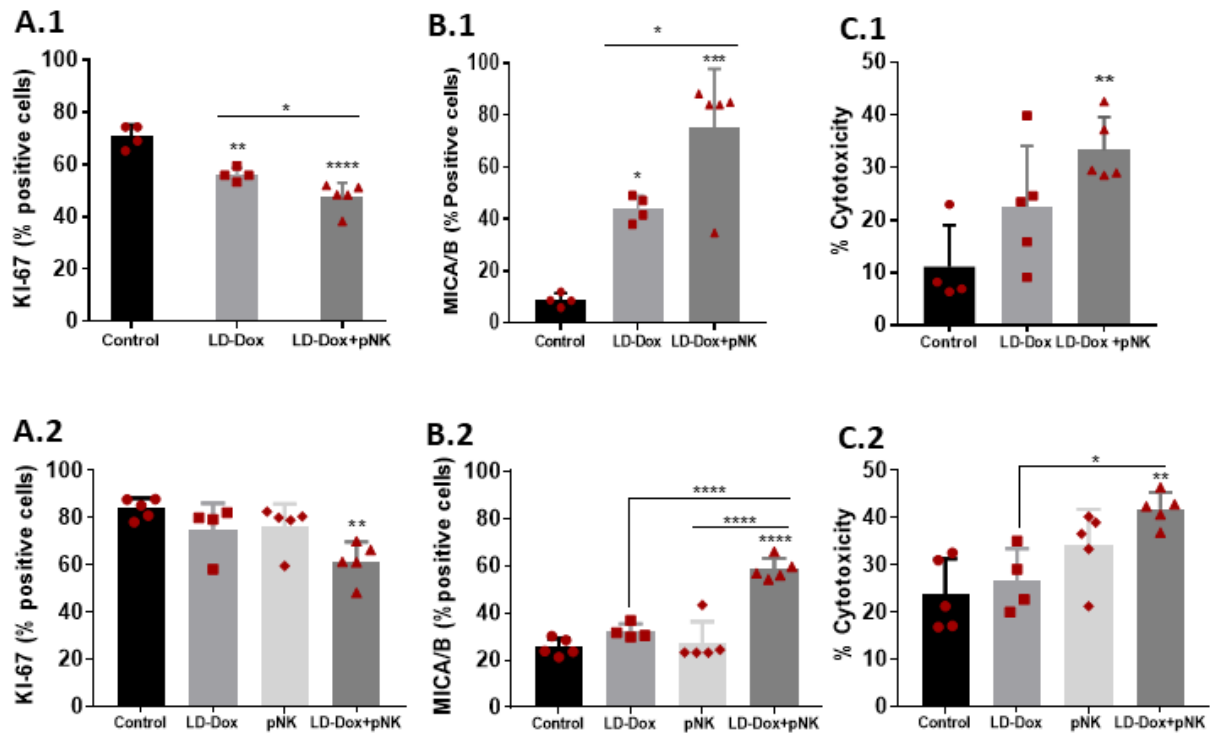 A.1
KI-67 (% positive cells)
100
80
60
40
20
0
*
**
****
Control LD-Dox LD-Dox+pNK
B.1
MICA/B (% Positive cells)
100
80
60
40
20
0
*
***
*
Control LD-Dox LD-Dox+pNK
C.1
% Cytotoxicity
50
40
30
20
10
0
**
Control LD-Dox LD-Dox +pNK
A.2
KI-67 (% positive cells)
100
80
60
40
20
0
**
Control LD-Dox pNK LD-Dox+pNK
B.2
MICA/B (% positive cells)
100
80
60
40
20
0
****
****
****
Control LD-Dox pNK LD-Dox+pNK
C.2
% Cytotoxicity
50
40
30
20
10
0
*
**
Control LD-Dox pNK LD-Dox+pNK